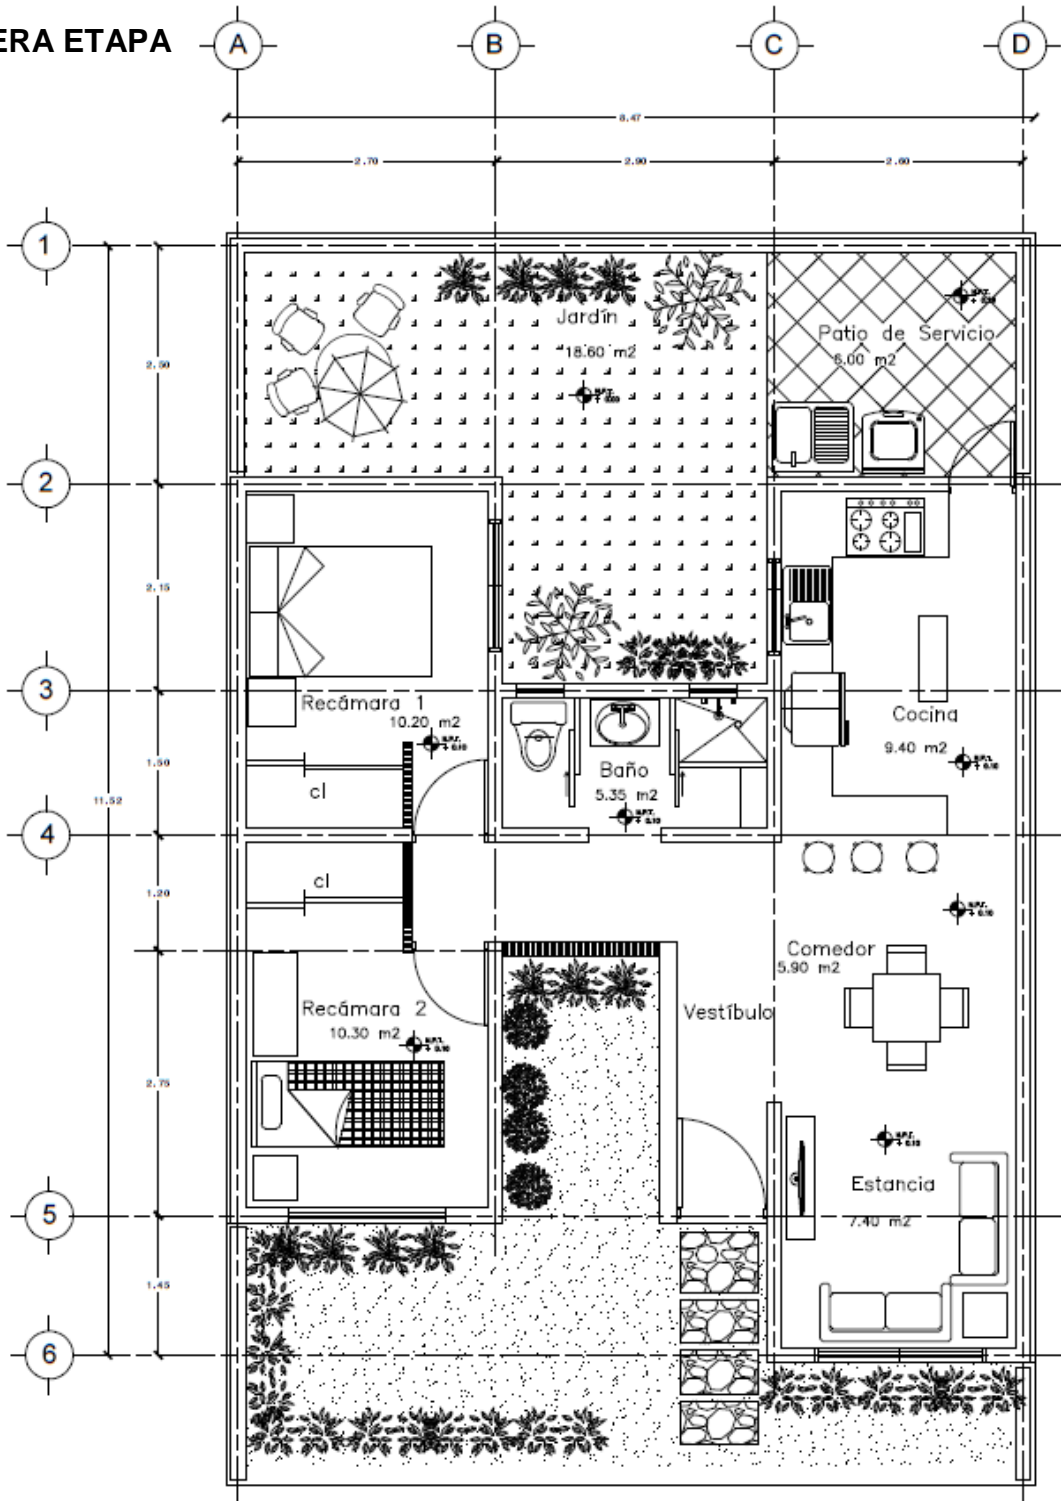 ERA ETAPA
A B C D
8.47
2.70 2.90 2.60
1
Jardín
18.60 m2
Patio de Servicio
6.00 m2
2.50
2
2.15
3
Recámara 1
10.20 m2
Cocina
9.40 m2
Baño
5.35 m2
1.50
cl
11.52
4
cl
1.20
Comedor
5.90 m2
Recámara 2
10.30 m2
Vestíbulo
2.75
Estancia
7.40 m2
5
1.45
6